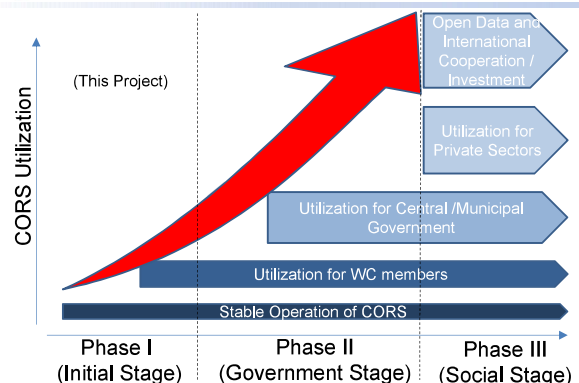 Open Data and
International
Cooperation /
Investment
(This Project)
Utilization for
Private Sectors
CORS Utilization
Utilization for Central /Municipal
Government
Utilization for WC members
Stable Operation of CORS
Phase I
(Initial Stage)
Phase II
(Government Stage)
Phase III
(Social Stage)